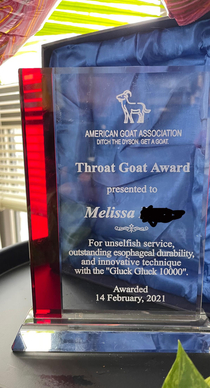 AMERICAN GOAT ASSOCIATION
DITCH THE DYSON, GET A GOAT.
Throat Goat Award
presented to
Melissa
For unselfish service,
outstanding esophageal durability,
and innovative technique
with the "Gluck Gluck 10000".
Awarded
14 February, 2021